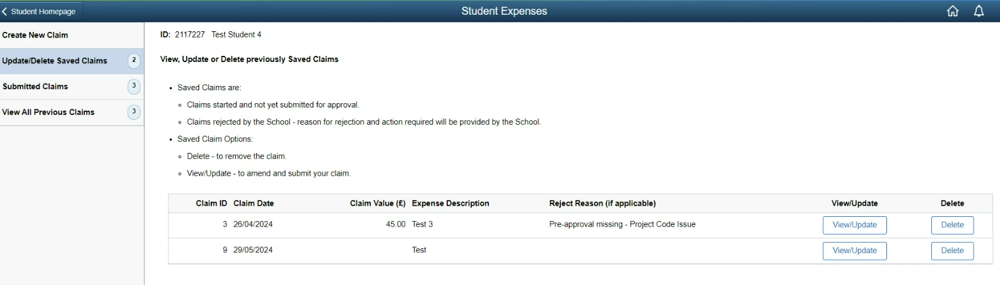 Student Homepage
Student Expenses
Create New Claim
Update/Delete Saved Claims 2
Submitted Claims 3
View All Previous Claims 3
ID: 2117227 Test Student 4
View, Update or Delete previously Saved Claims
Saved Claims are:
Claims started and not yet submitted for approval.
Claims rejected by the School - reason for rejection and action required will be provided by the School.
Saved Claim Options:
Delete - to remove the claim.
View/Update - to amend and submit your claim.
Claim ID Claim Date Claim Value (£) Expense Description Reject Reason (if applicable) View/Update Delete
3 26/04/2024 45.00 Test 3 Pre-approval missing - Project Code Issue View/Update Delete
9 29/05/2024 Test View/Update Delete